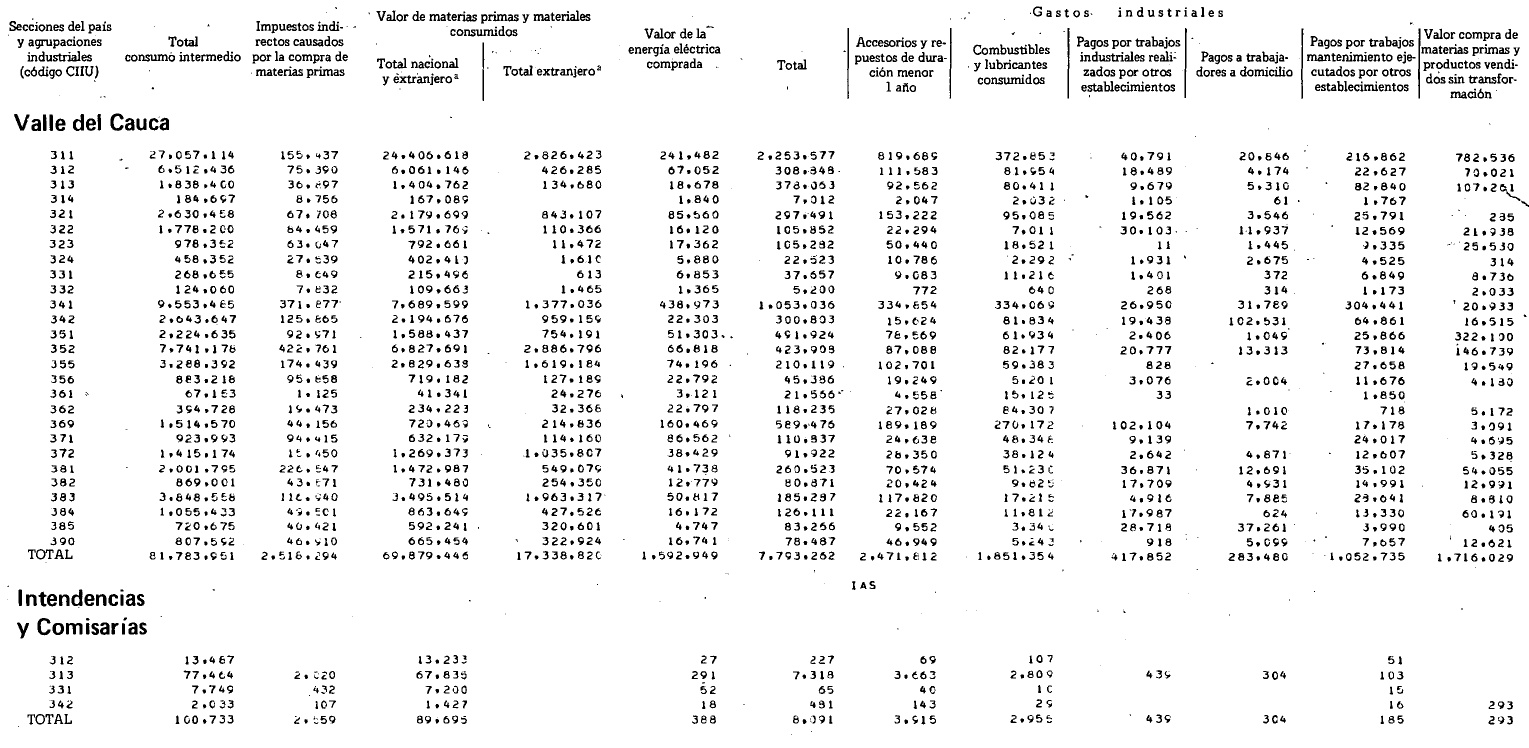 Gastos industriales
Secciones del país y agrupaciones industriales (código CIIU)
Total consumo intermedio
Impuestos indirectos causados por la compra de materias primas
Valor de materias primas y materiales consumidos
Total nacional y extranjero a
Total extranjero a
Valor de la energía eléctrica comprada
Total
Accesorios y repuestos de duración menor 1 año
Combustibles y lubricantes consumidos
Pagos por trabajos industriales realizados por otros establecimientos
Pagos a trabajadores a domicilio
Pagos por trabajos mantenimiento ejecutados por otros establecimientos
Valor compra de materias primas y productos vendidos sin transformación
Valle del Cauca
311 27.057.114 155.437 24.406.618 2.826.423 241.482 2.253.577 819.689 372.853 40.791 20.846 216.862 782.536
312 6.512.436 75.390 6.061.146 426.285 67.052 308.848 111.583 81.954 18.489 4.174 22.627 70.021
313 1.838.400 36.897 1.404.762 134.680 18.678 378.063 92.562 80.411 9.679 5.310 82.840 107.261
314 184.697 8.756 167.089 1.840 7.012 2.047 2.032 1.105 61 1.767
321 2.630.458 67.708 2.179.699 843.107 85.560 297.491 153.222 95.085 19.562 3.546 25.791 235
322 1.778.200 84.459 1.571.769 110.366 16.120 105.852 22.294 7.011 30.103 11.937 12.569 21.938
323 978.352 63.047 792.661 11.472 17.362 105.282 50.440 18.521 11 1.445 9.335 25.530
324 458.352 27.539 402.410 1.610 5.880 22.523 10.786 2.292 1.931 2.675 4.525 314
331 268.655 8.649 215.496 613 6.853 37.657 9.083 11.216 1.401 372 6.849 8.736
332 124.060 7.832 109.663 1.465 1.365 5.200 772 640 268 314 1.173 2.033
341 9.553.485 371.877 7.689.599 1.377.036 438.973 1.053.036 334.854 334.069 26.950 31.789 304.441 20.933
342 2.643.647 125.865 2.194.676 959.159 22.303 300.803 15.624 81.834 19.438 102.531 64.861 16.515
351 2.224.635 92.971 1.588.437 754.191 51.303 491.924 78.569 61.934 2.406 1.049 25.866 322.100
352 7.741.178 422.761 6.827.691 2.886.796 66.818 423.908 87.088 82.177 20.777 13.313 73.814 146.739
355 3.288.392 174.439 2.829.638 1.619.184 74.196 210.119 102.701 59.383 828 27.658 19.549
356 883.218 95.858 719.182 127.189 22.792 45.386 19.249 5.201 3.076 2.004 11.676 4.180
361 67.153 1.125 41.341 24.276 3.121 21.566 4.558 15.125 33 1.850
362 394.728 19.473 234.223 32.366 22.797 118.235 27.028 84.307 1.010 718 5.172
369 1.514.570 44.156 720.469 214.836 160.469 589.476 189.189 270.172 102.104 7.742 17.178 3.091
371 923.993 94.415 632.179 114.160 86.562 110.837 24.638 48.346 9.139 24.017 4.695
372 1.415.174 15.450 1.269.373 1.035.807 38.429 91.922 28.350 38.124 2.642 4.871 12.607 5.328
381 2.001.795 226.547 1.472.987 549.079 41.738 260.523 70.574 51.230 36.871 12.691 35.102 54.055
382 869.001 43.871 731.480 254.350 12.779 80.871 20.424 9.825 17.709 4.931 14.991 12.991
383 3.848.558 116.940 3.495.514 1.963.317 50.817 185.287 117.820 17.215 4.916 7.885 28.641 8.810
384 1.055.433 49.501 863.649 427.526 16.172 126.111 22.167 11.812 17.987 624 13.330 60.191
385 720.675 40.421 592.241 320.601 4.747 83.266 9.552 28.718 37.261 3.990 405
390 807.592 46.910 665.454 322.924 16.741 78.487 46.949 5.243 918 5.099 7.657 12.621
TOTAL 81.783.951 2.518.294 69.879.446 17.338.820 1.592.949 7.793.262 2.471.812 1.851.354 417.852 283.480 1.052.735 1.716.029
IAS
Intendencias
y Comisarías
312 13.467 13.233 27 227 69 107 51
313 77.464 2.020 67.835 291 7.318 3.663 2.809 439 304 103
331 7.749 432 7.200 52 65 40 10 15
342 2.033 107 1.427 18 481 143 29 16 293
TOTAL 100.733 2.559 89.695 388 8.091 3.915 2.955 439 304 185 293